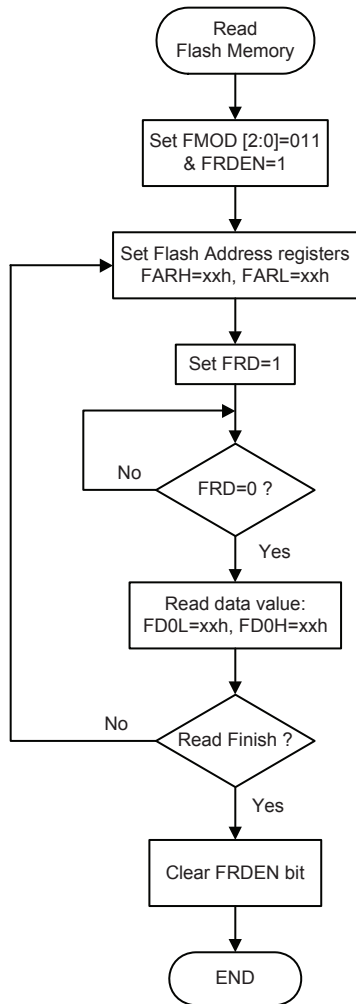 Read
Flash Memory
Set FMOD [2:0]=011
& FRDEN=1
Set Flash Address registers
FARH=xxh, FARL=xxh
Set FRD=1
No
FRD=0 ?
Yes
Read data value:
FD0L=xxh, FD0H=xxh
No
Read Finish ?
Yes
Clear FRDEN bit
END